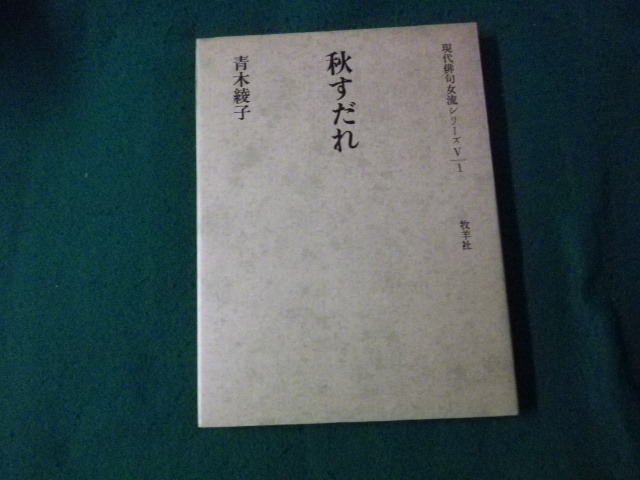 現代俳句女流シリーズV—1
牧羊社
秋すだれ
青木綾子